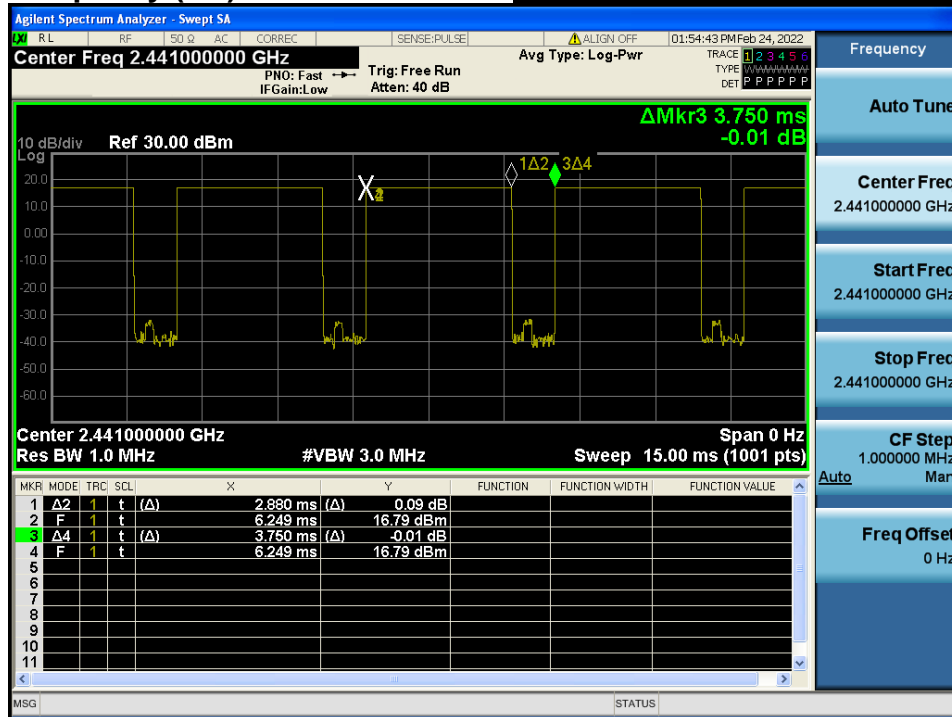 Agilent Spectrum Analyzer - Swept SA
LXI RL RF 50 Ω AC CORREC SENSE:PULSE ALIGN OFF 01:54:43 PM Feb 24, 2022
Center Freq 2.441000000 GHz
PNO: Fast
IFGain:Low
Trig: Free Run
Atten: 40 dB
Avg Type: Log-Pwr
TRACE 1 2 3 4 5 6
TYPE WWWWWW
DET P P P P P P
ΔMkr3 3.750 ms
-0.01 dB
10 dB/div Ref 30.00 dBm
Log
1Δ2 3Δ4
20.0
X2
10.0
0.00
-10.0
-20.0
-30.0
-40.0
-50.0
-60.0
Center 2.441000000 GHz Span 0 Hz
Res BW 1.0 MHz #VBW 3.0 MHz Sweep 15.00 ms (1001 pts)
MKR MODE TRC SCL X Y FUNCTION FUNCTION WIDTH FUNCTION VALUE
1 Δ2 1 t (Δ) 2.880 ms (Δ) 0.09 dB
2 F 1 t 6.249 ms 16.79 dBm
3 Δ4 1 t (Δ) 3.750 ms (Δ) -0.01 dB
4 F 1 t 6.249 ms 16.79 dBm
5
6
7
8
9
10
11
MSG STATUS
Frequency
Auto Tune
Center Freq
2.441000000 GHz
Start Freq
2.441000000 GHz
Stop Freq
2.441000000 GHz
CF Step
1.000000 MHz
Auto Man
Freq Offset
0 Hz